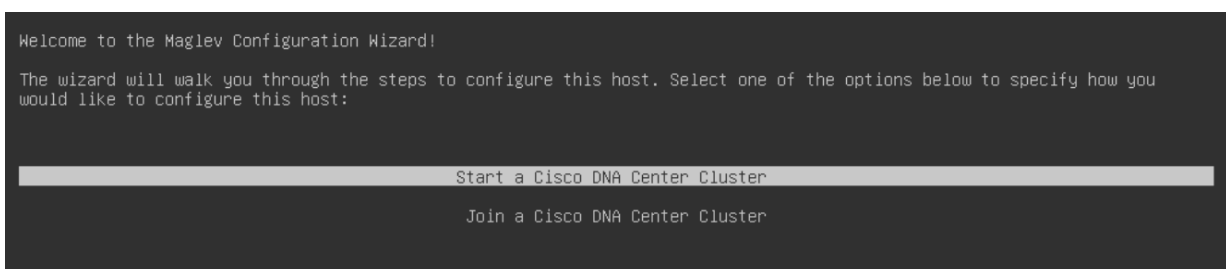 Welcome to the Maglev Configuration Wizard!
The wizard will walk you through the steps to configure this host. Select one of the options below to specify how you
would like to configure this host:
Start a Cisco DNA Center Cluster
Join a Cisco DNA Center Cluster